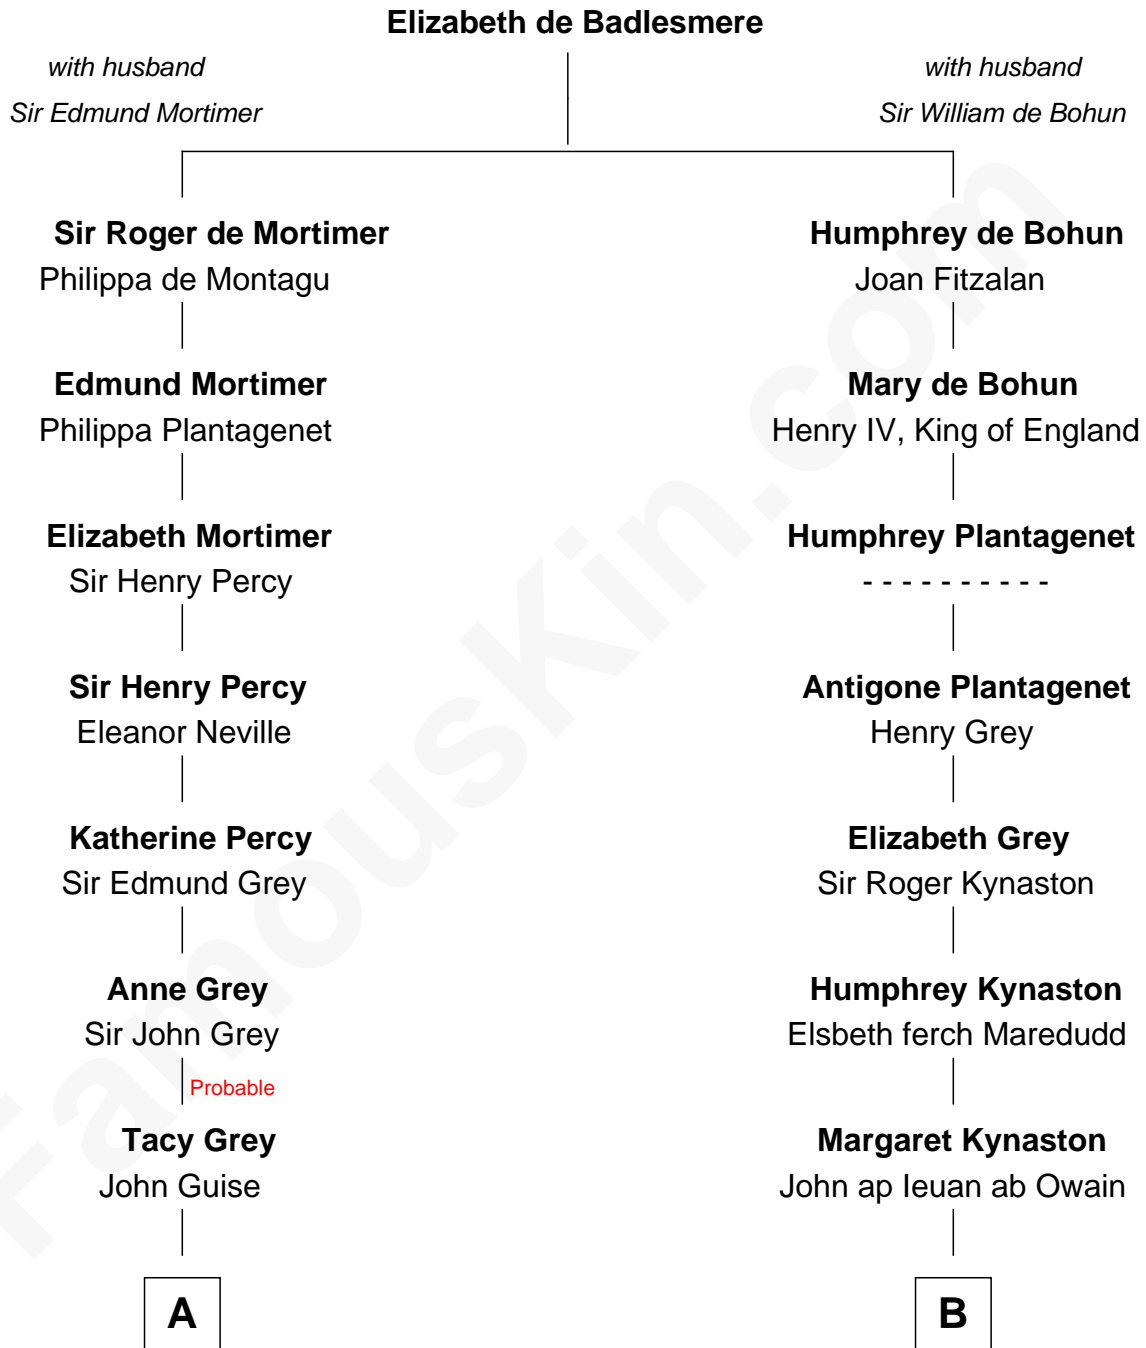 Elizabeth de Badlesmere
with husband
Sir Edmund Mortimer
with husband
Sir William de Bohun
Sir Roger de Mortimer
Philippa de Montagu
Humphrey de Bohun
Joan Fitzalan
Edmund Mortimer
Philippa Plantagenet
Mary de Bohun
Henry IV, King of England
Elizabeth Mortimer
Sir Henry Percy
Humphrey Plantagenet
- - - - - - - - - -
Sir Henry Percy
Eleanor Neville
Antigone Plantagenet
Henry Grey
Katherine Percy
Sir Edmund Grey
Elizabeth Grey
Sir Roger Kynaston
Anne Grey
Sir John Grey
Humphrey Kynaston
Elsbeth ferch Maredudd
Probable
Tacy Grey
John Guise
Margaret Kynaston
John ap Ieuan ab Owain
A
B
FamousKin.com